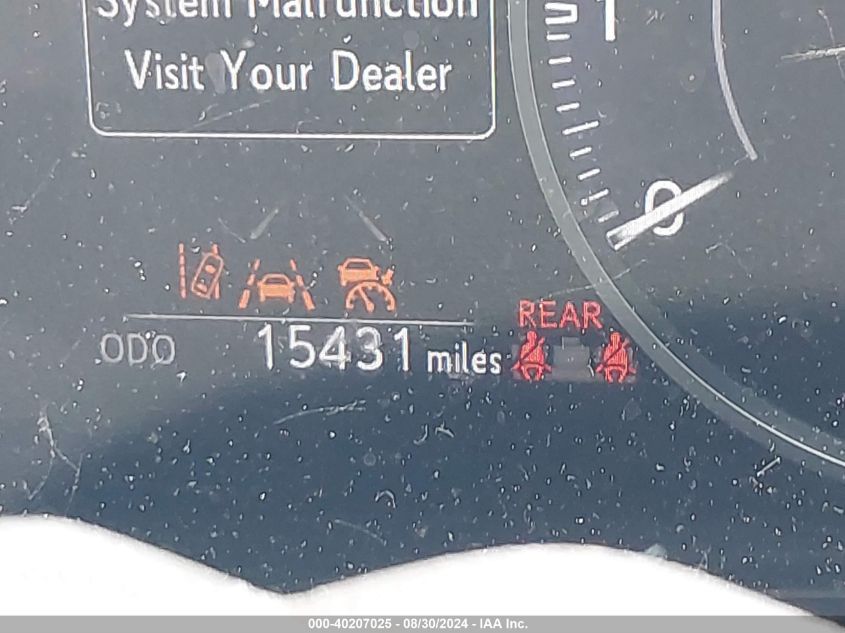 System Malfunction
Visit Your Dealer
1
0
REAR
ODO 15431 miles
000-40207025 - 08/30/2024 - IAA Inc.